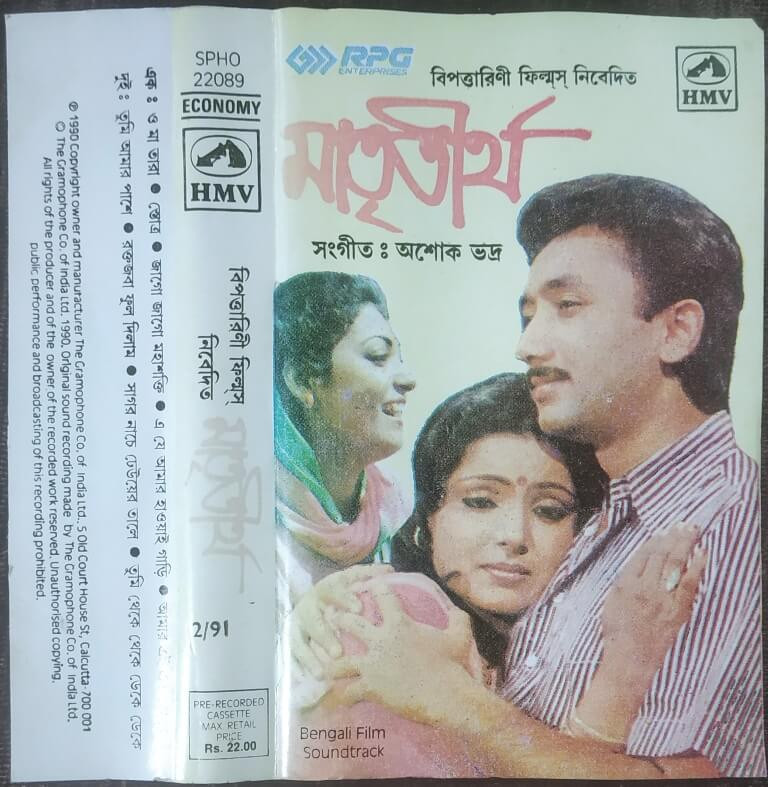 RPG
ENTERPRISES
বিপত্তারিণী ফিল্মস্ নিবেদিত
HMV
মাতৃতীর্থ
সংগীত : অশোক ভদ্র
Bengali Film
Soundtrack
SPHO
22089
ECONOMY
HMV
বিপত্তারিণী ফিল্মস্
নিবেদিত
মাতৃতীর্থ
2/91
PRE-RECORDED
CASSETTE
MAX RETAIL
PRICE
Rs. 22.00
এক : ও মা তারা ● স্তোত্র ● জাগো জাগো মহাশক্তি ● এ যে আমার হাওয়াই গাড়ি ● আমার এই
দুই : তুমি আমার পাশে ● রক্তজবা ফুল দিলাম ● সাগর নাচে ঢেউয়ের তালে ● তুমি থেকে থেকে ডেকে ডেকে
℗ 1990 Copyright owner and manufacturer The Gramophone Co. of India Ltd., 5 Old Court House St, Calcutta-700 001
© The Gramophone Co. of India Ltd. 1990. Original sound recording made by The Gramophone Co. of India Ltd.
All rights of the producer and of the owner of the recorded work reserved. Unauthorised copying,
public performance and broadcasting of this recording prohibited.